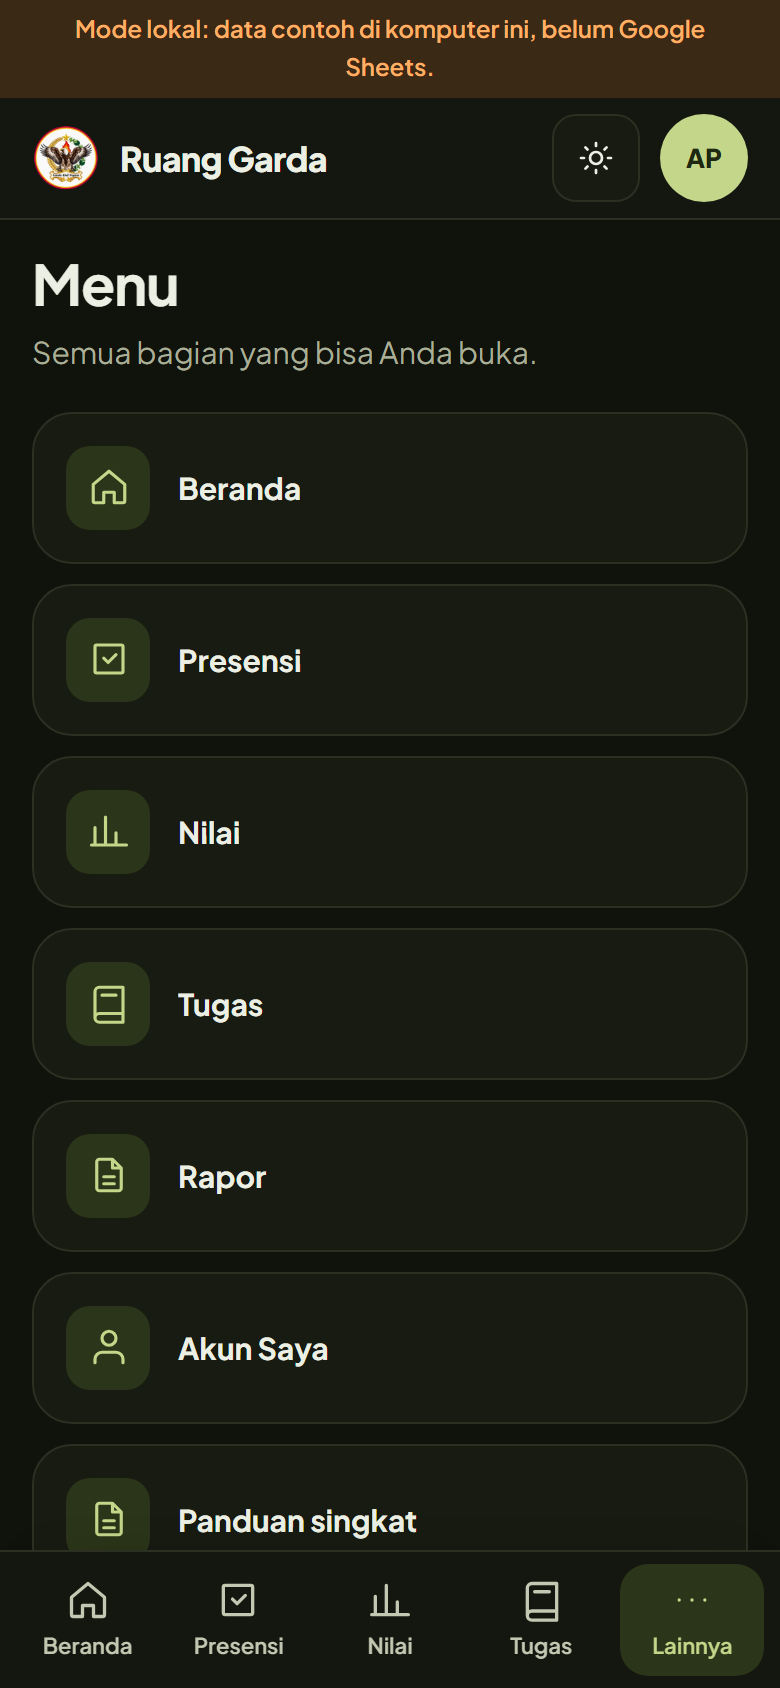 Mode lokal: data contoh di komputer ini, belum Google
Sheets.
Ruang Garda
AP
Menu
Semua bagian yang bisa Anda buka.
Beranda
Presensi
Nilai
Tugas
Rapor
Akun Saya
Panduan singkat
Beranda
Presensi
Nilai
Tugas
Lainnya